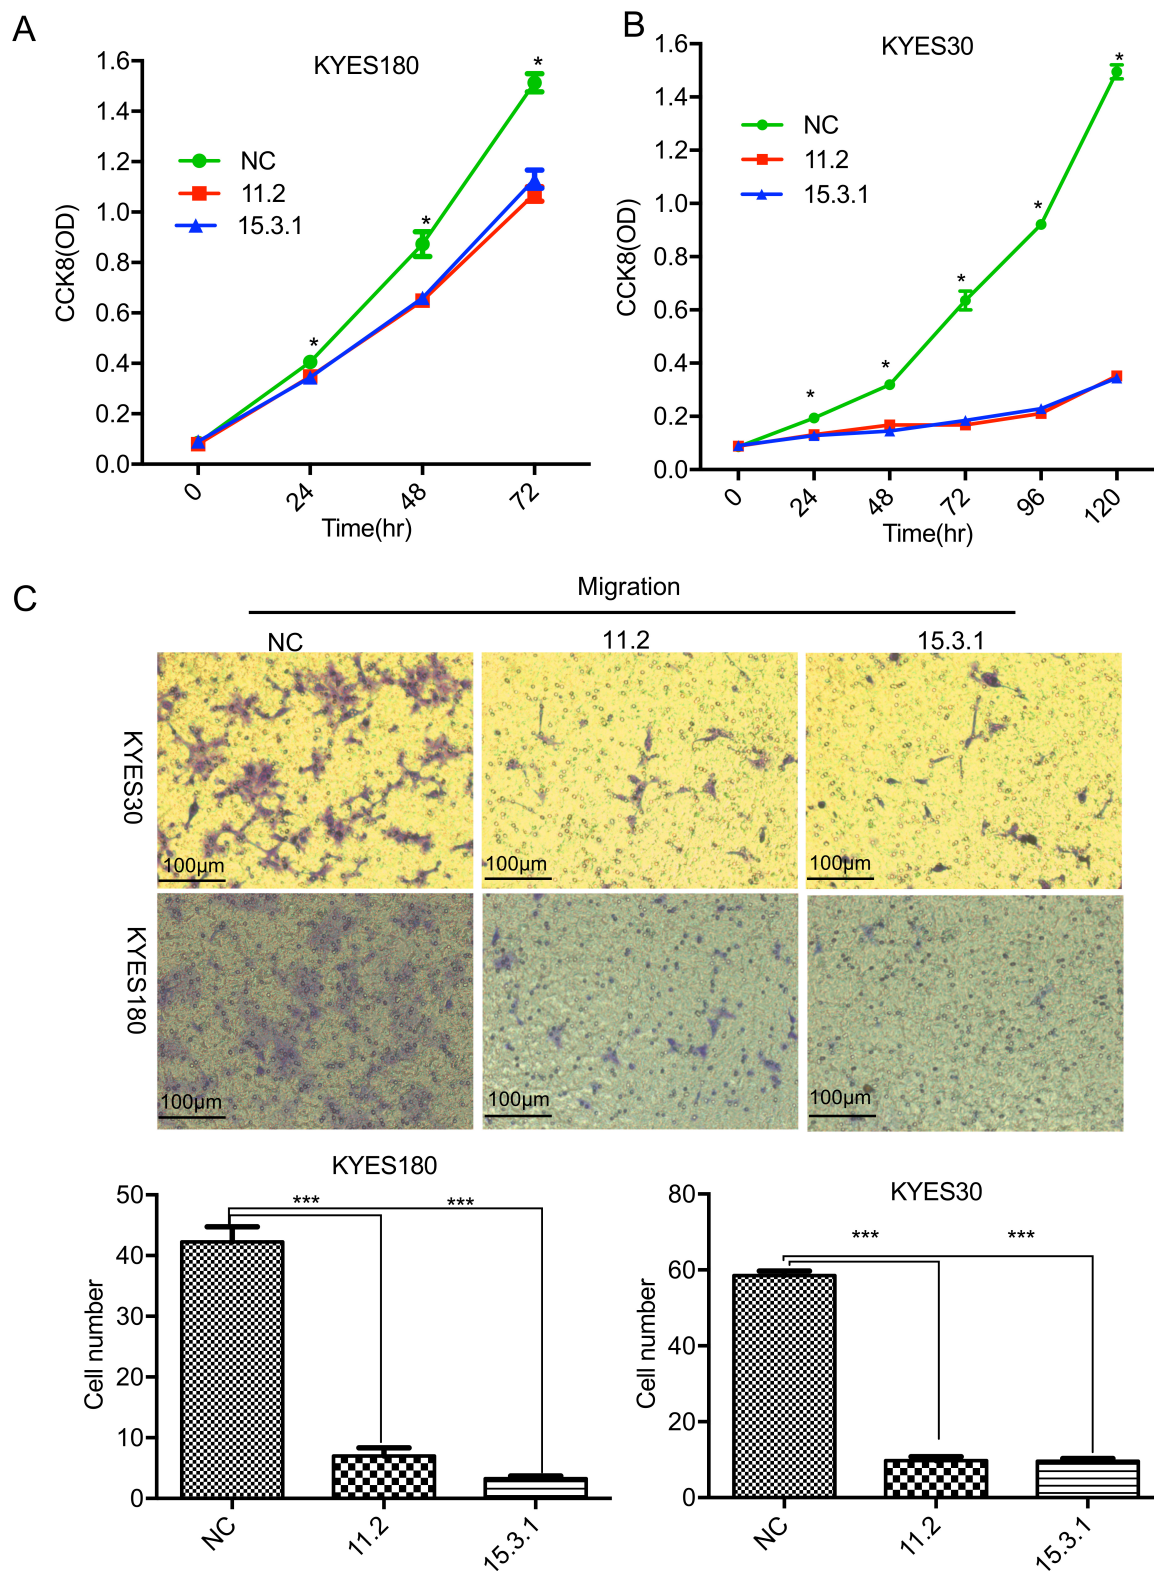 A
KYES180
1.6
1.4
1.2
1.0
0.8
0.6
0.4
0.2
0.0
CCK8(OD)
NC
11.2
15.3.1
*
*
*
0
24
48
72
Time(hr)
B
KYES30
1.6
1.4
1.2
1.0
0.8
0.6
0.4
0.2
0.0
CCK8(OD)
NC
11.2
15.3.1
*
*
*
*
*
0
24
48
72
96
120
Time(hr)
C
Migration
NC
11.2
15.3.1
KYES30
100µm
100µm
100µm
KYES180
100µm
100µm
100µm
KYES180
50
40
30
20
10
0
Cell number
***
***
NC
11.2
15.3.1
KYES30
80
60
40
20
0
Cell number
***
***
NC
11.2
15.3.1